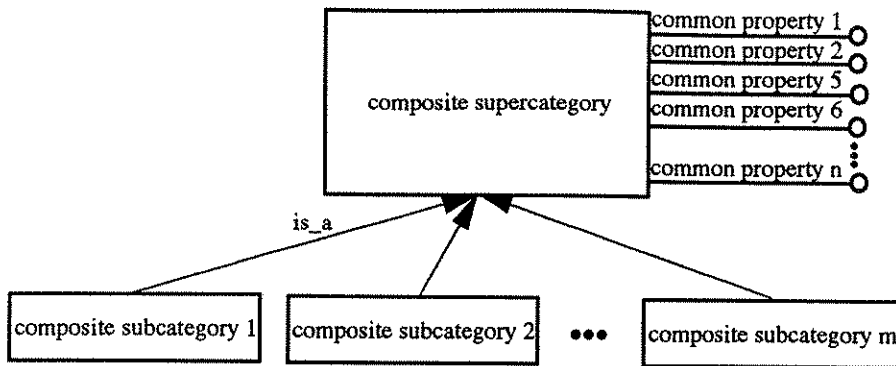 common property 1
common property 2
common property 5
composite supercategory
common property 6
common property n
is_a
composite subcategory 1
composite subcategory 2
composite subcategory m